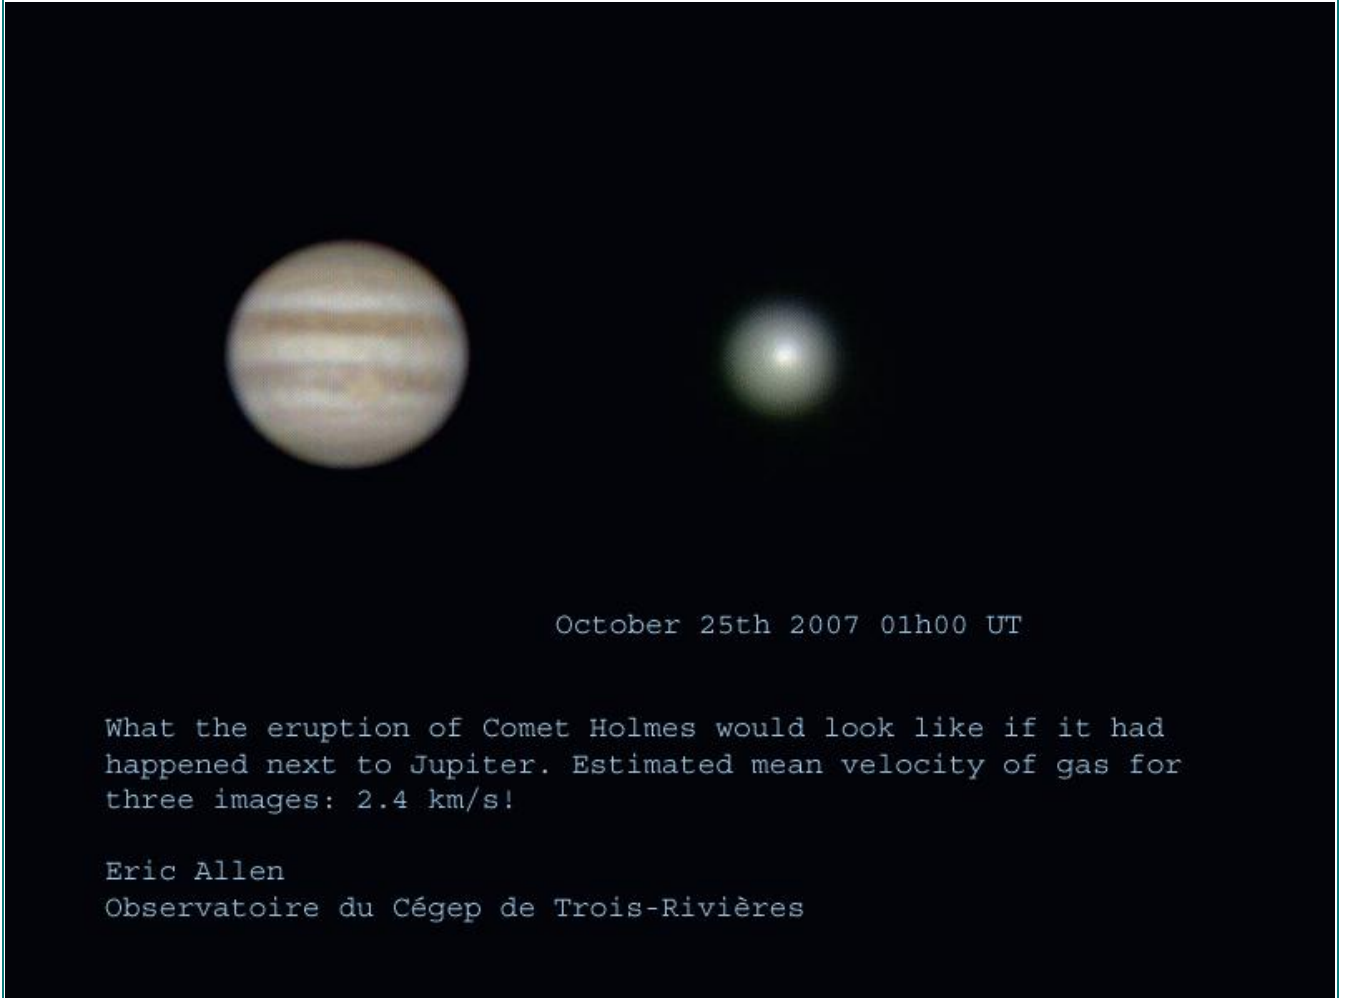 October 25th 2007 01h00 UT
What the eruption of Comet Holmes would look like if it had
happened next to Jupiter. Estimated mean velocity of gas for
three images: 2.4 km/s!
Eric Allen
Observatoire du Cégep de Trois-Rivières